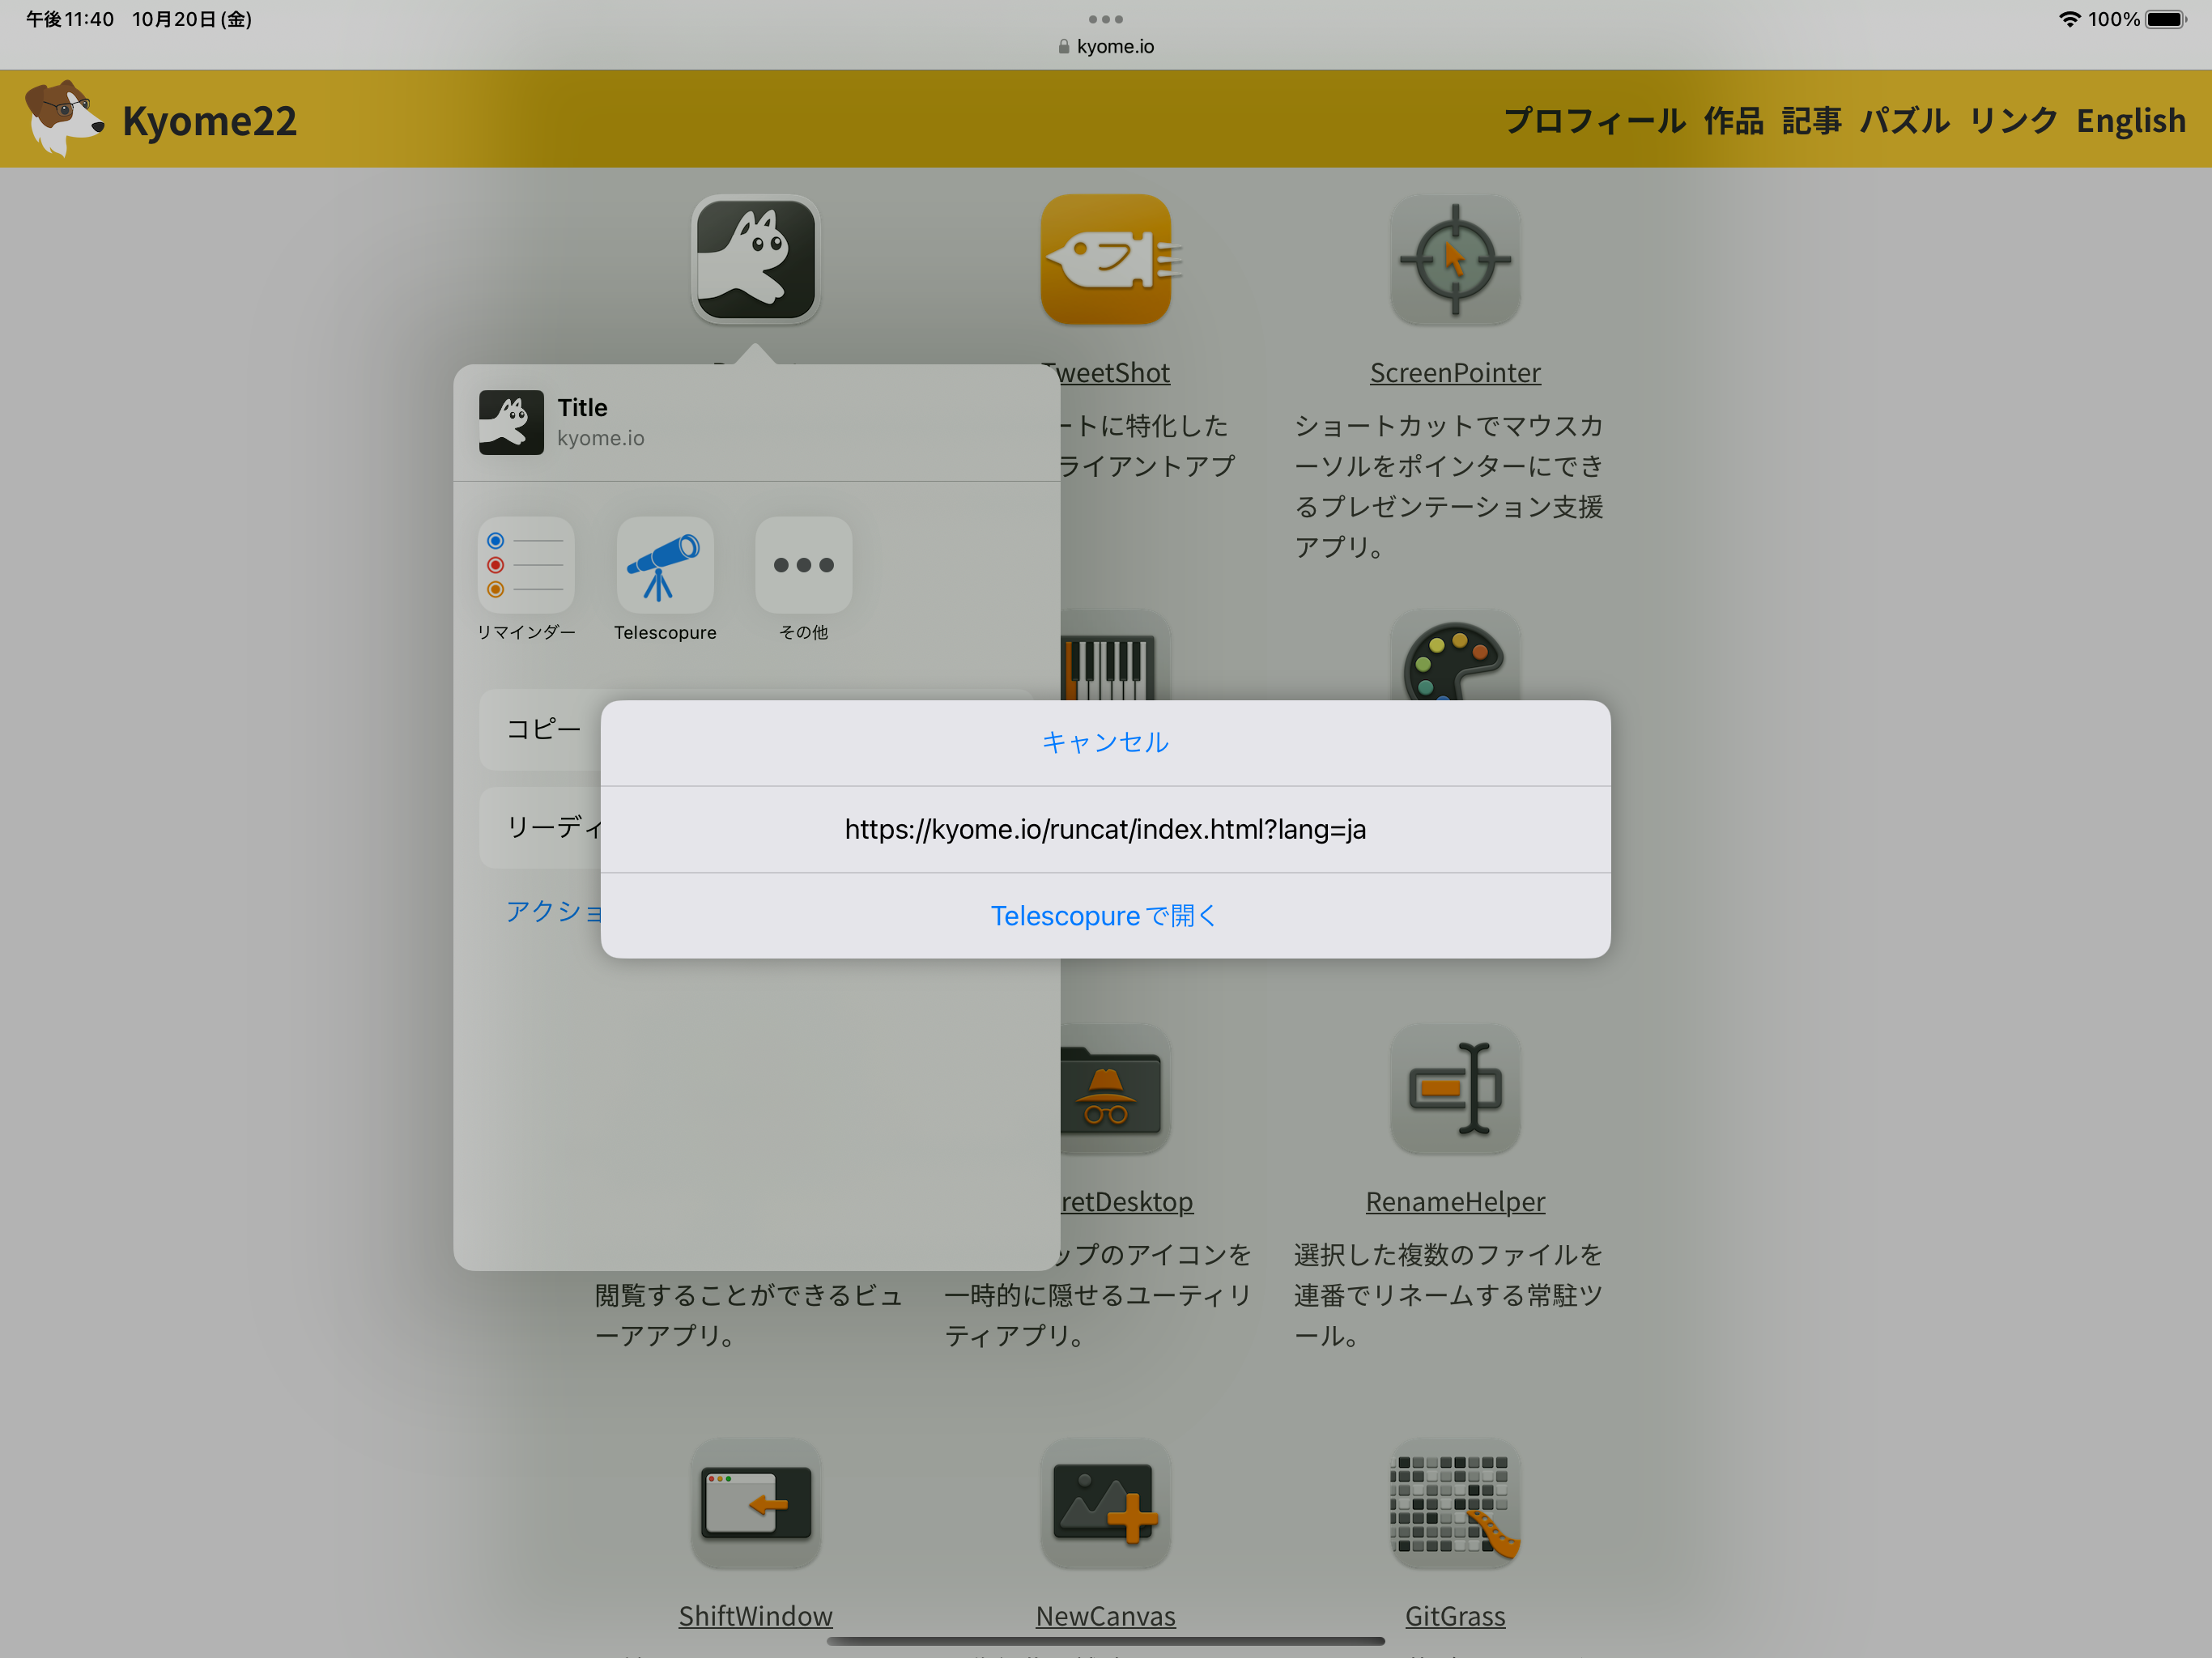 午後11:40 10月20日(金)
100%
kyome.io
Kyome22
プロフィール 作品 記事 パズル リンク English
TweetShot
ScreenPointer
ートに特化した
ライアントアプ
ショートカットでマウスカ
ーソルをポインターにでき
るプレゼンテーション支援
アプリ。
Title
kyome.io
リマインダー
Telescopure
その他
コピー
リーディ
アクショ
キャンセル
https://kyome.io/runcat/index.html?lang=ja
Telescopureで開く
retDesktop
RenameHelper
閲覧することができるビュ
ーアアプリ。
ップのアイコンを
一時的に隠せるユーティリ
ティアプリ。
選択した複数のファイルを
連番でリネームする常駐ツ
ール。
ShiftWindow
NewCanvas
GitGrass